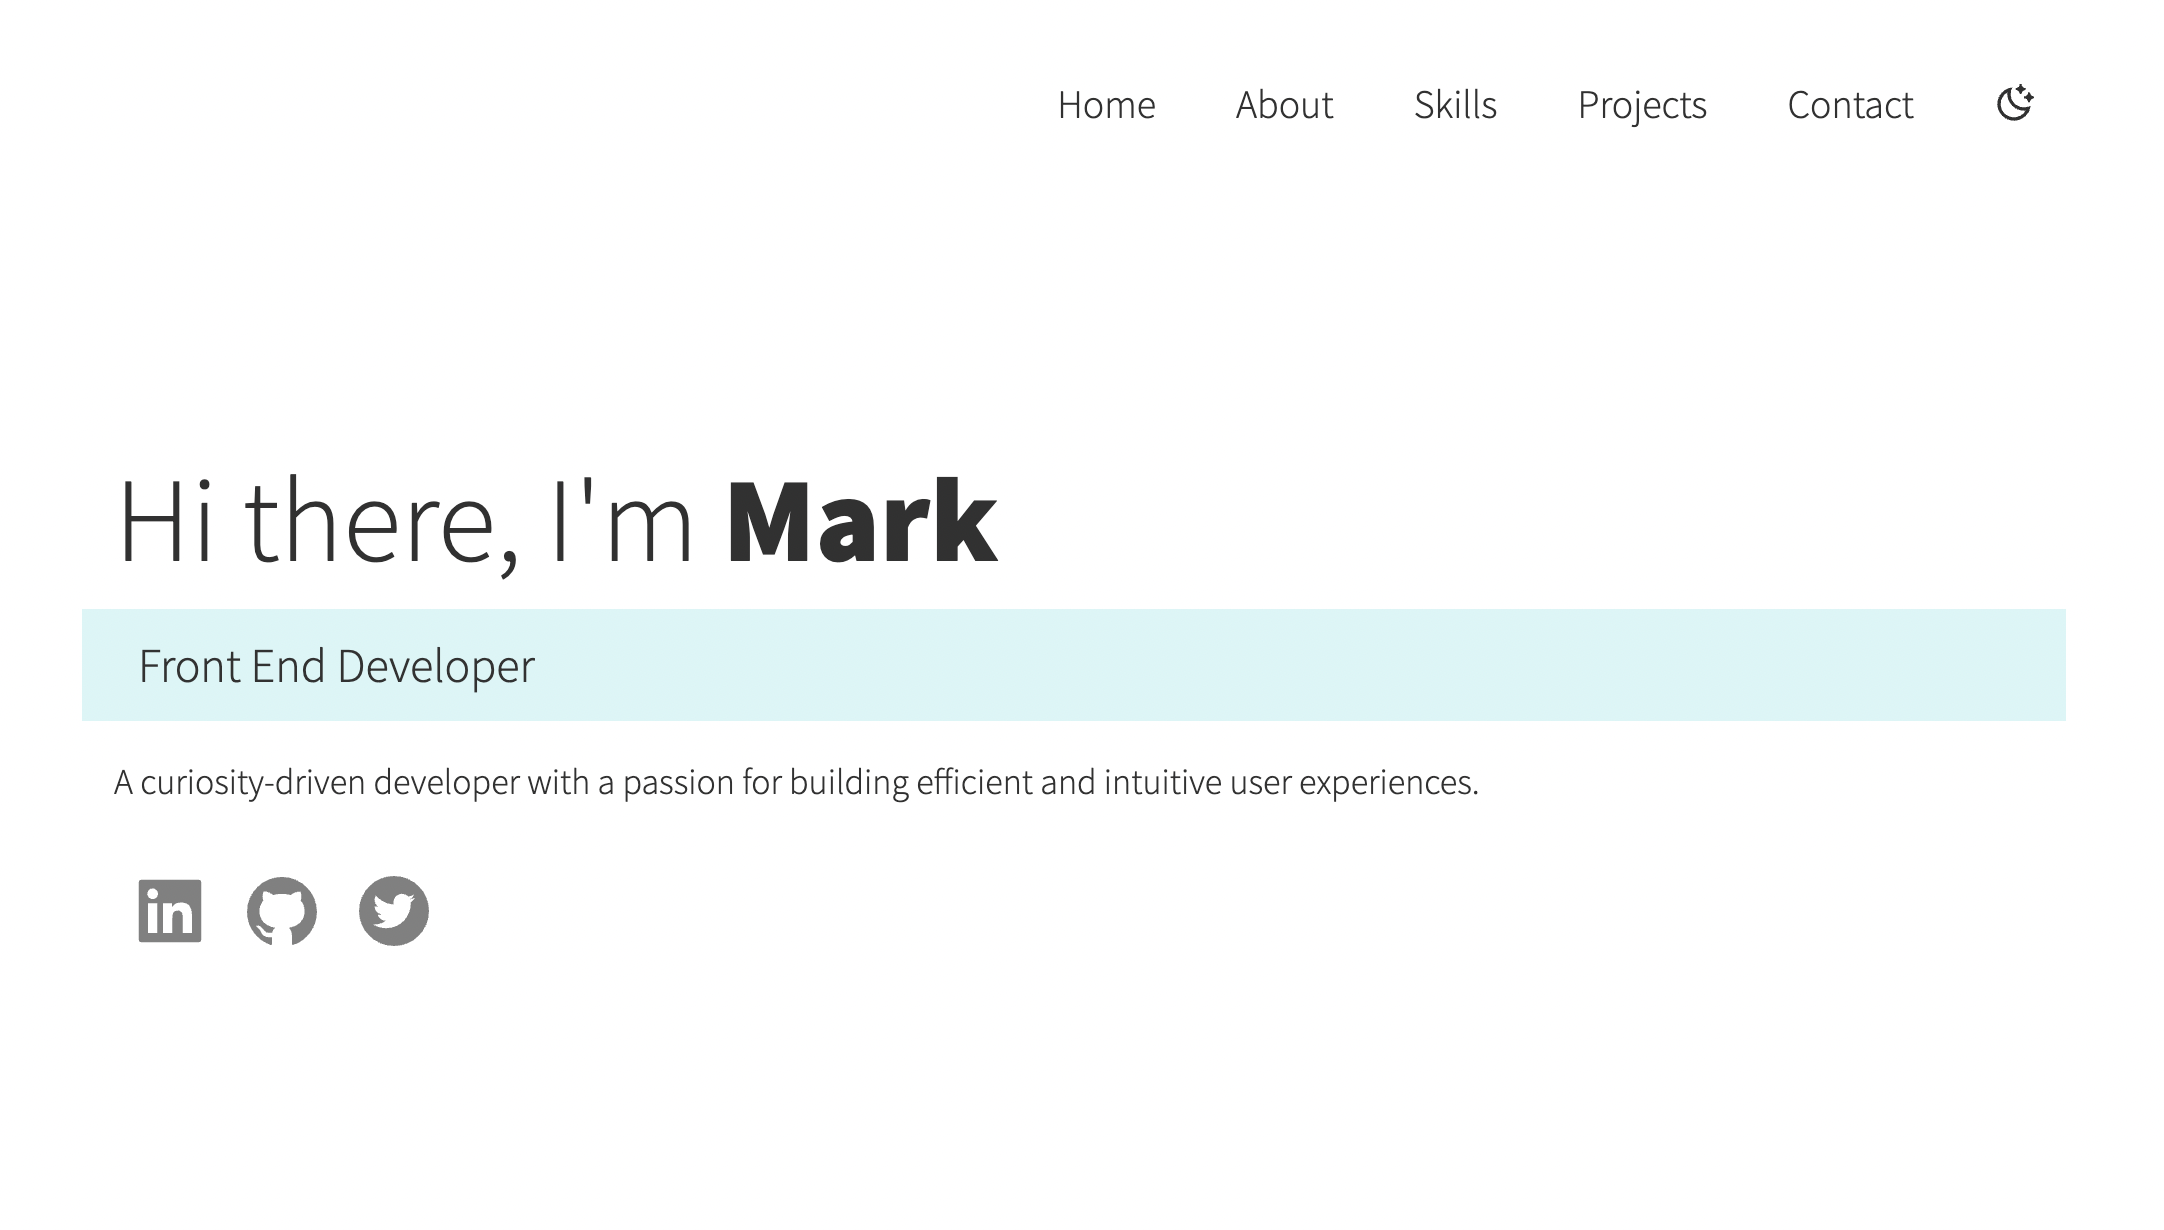 Home About Skills Projects Contact
Hi there, I'm Mark
Front End Developer
A curiosity-driven developer with a passion for building efficient and intuitive user experiences.
in